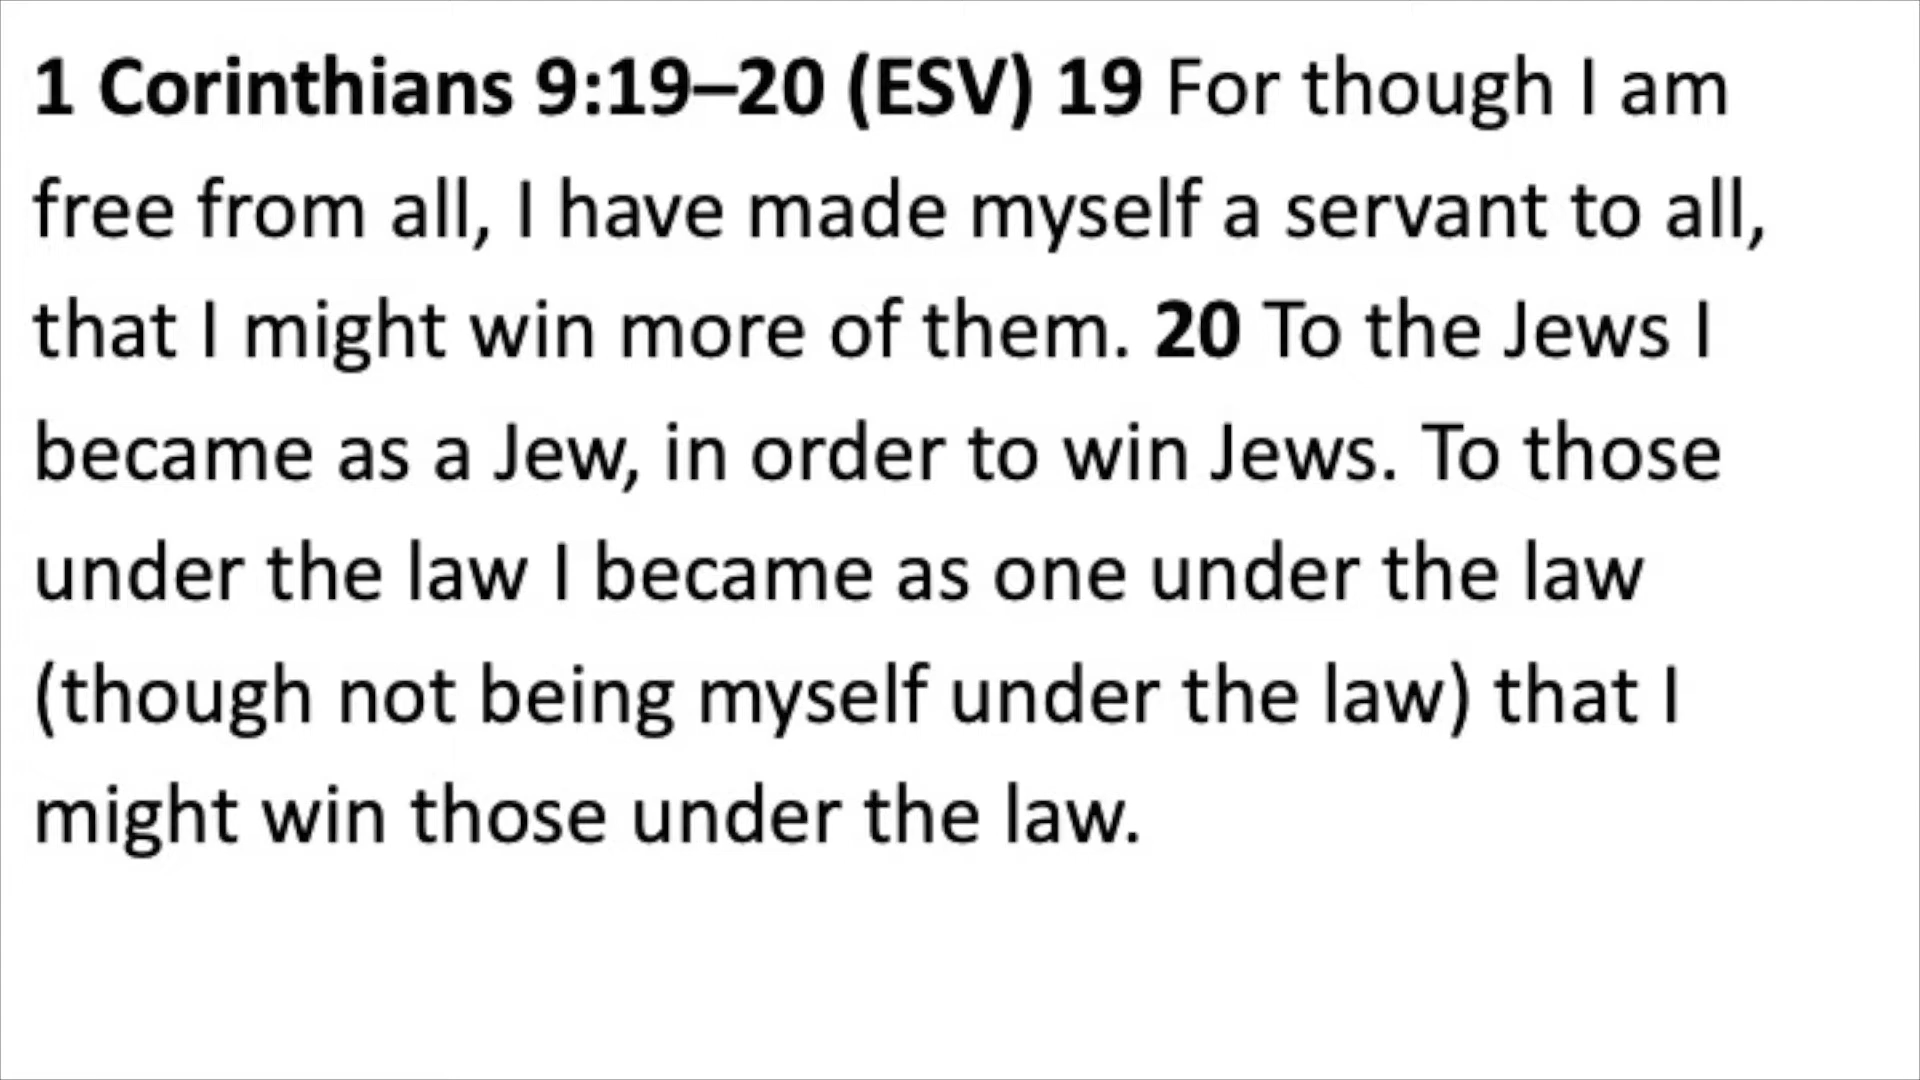 1 Corinthians 9:19–20 (ESV) 19 For though I am
free from all, I have made myself a servant to all,
that I might win more of them. 20 To the Jews I
became as a Jew, in order to win Jews. To those
under the law I became as one under the law
(though not being myself under the law) that I
might win those under the law.